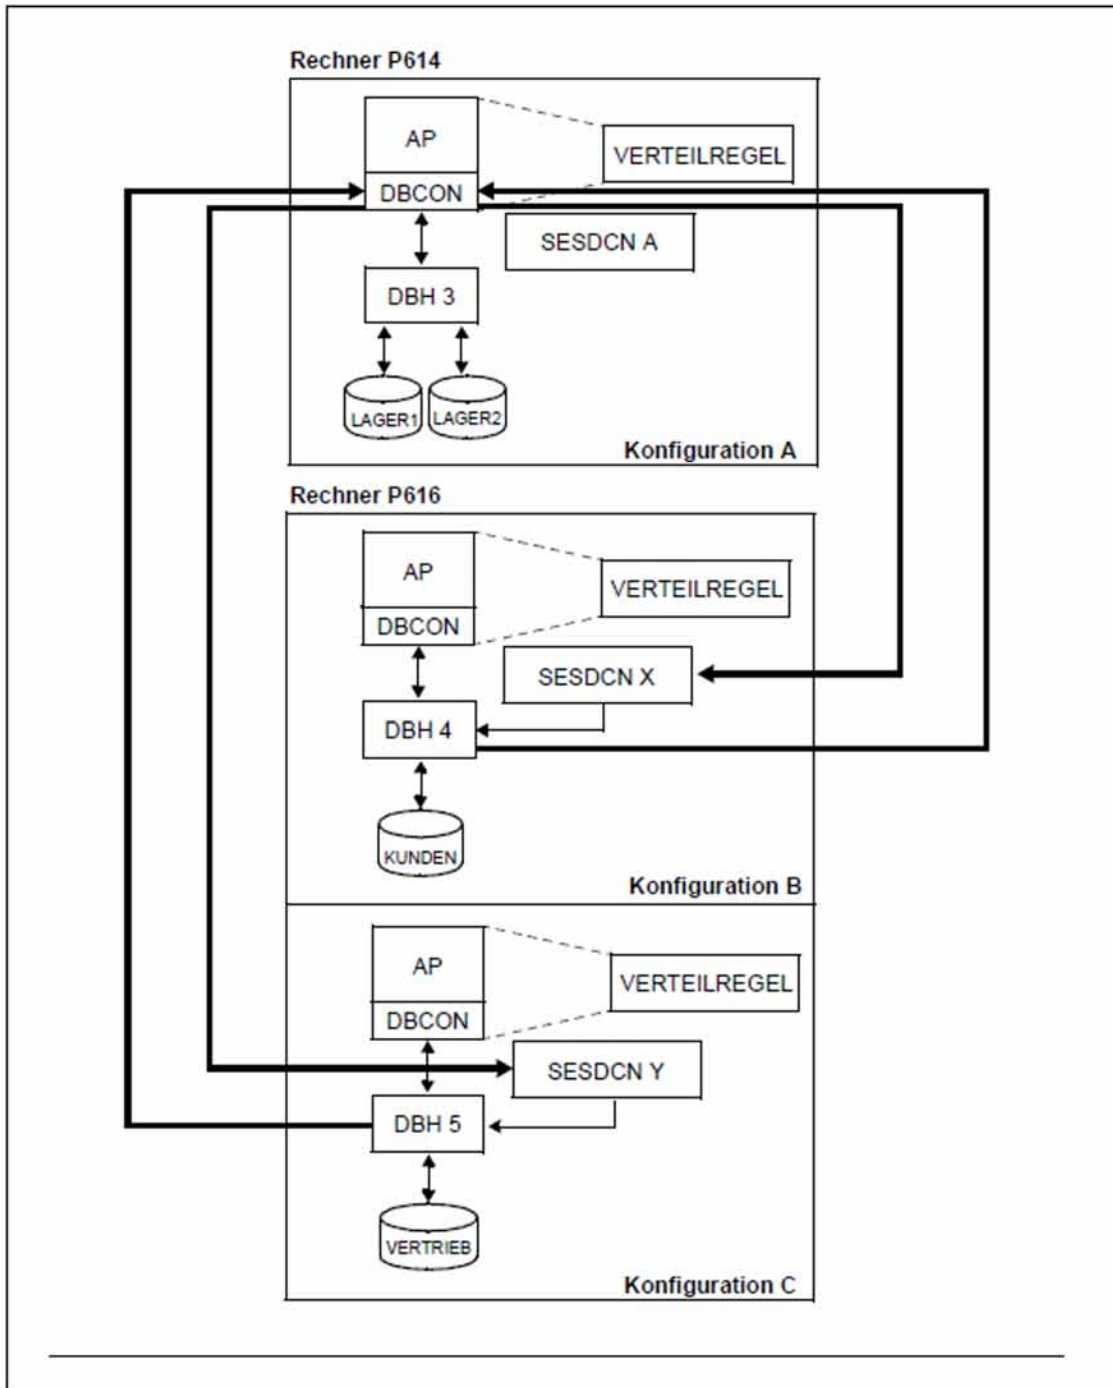 Rechner P614
AP
VERTEILREGEL
DBCON
SESDCN A
DBH 3
LAGER1
LAGER2
Konfiguration A
Rechner P616
AP
VERTEILREGEL
DBCON
SESDCN X
DBH 4
KUNDEN
Konfiguration B
AP
VERTEILREGEL
DBCON
SESDCN Y
DBH 5
VERTRIEB
Konfiguration C